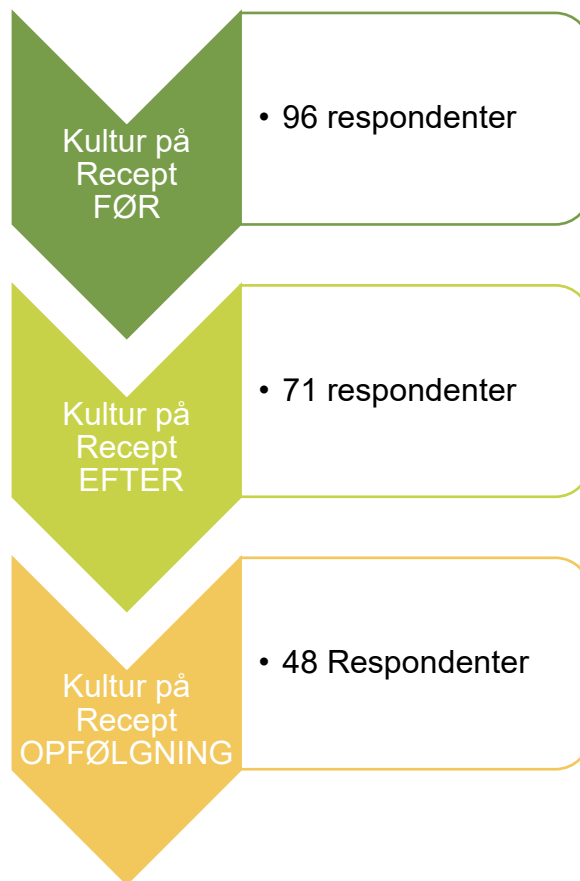 Kultur på
Recept
FØR
• 96 respondenter
Kultur på
Recept
EFTER
• 71 respondenter
Kultur på
Recept
OPFØLGNING
• 48 Respondenter